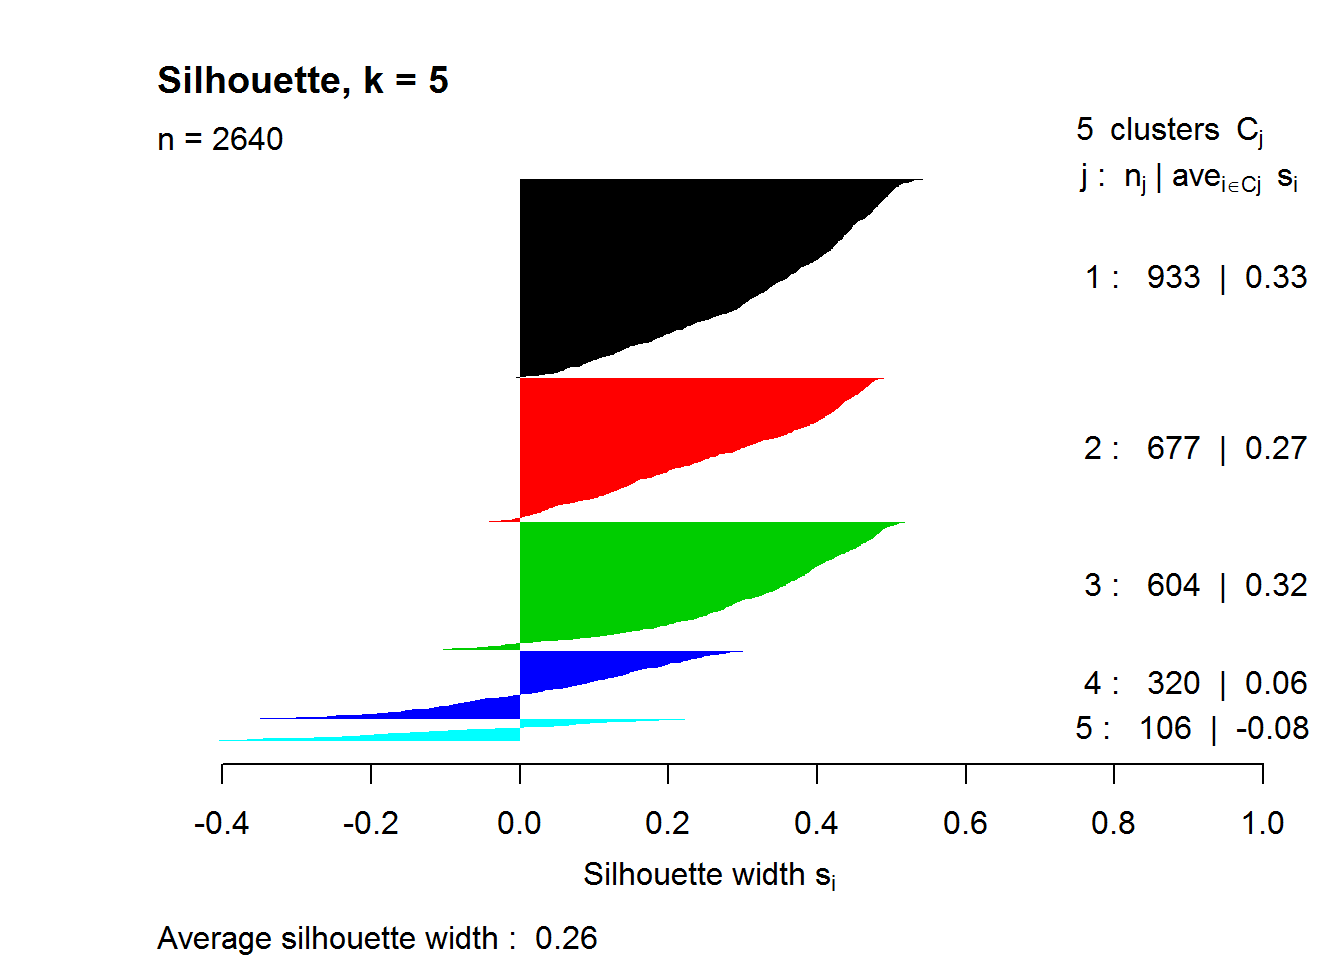 Silhouette, k = 5
n = 2640
5 clusters Cj
j : nj | avei∈Cj si
1 : 933 | 0.33
2 : 677 | 0.27
3 : 604 | 0.32
4 : 320 | 0.06
5 : 106 | -0.08
-0.4 -0.2 0.0 0.2 0.4 0.6 0.8 1.0
Silhouette width si
Average silhouette width : 0.26